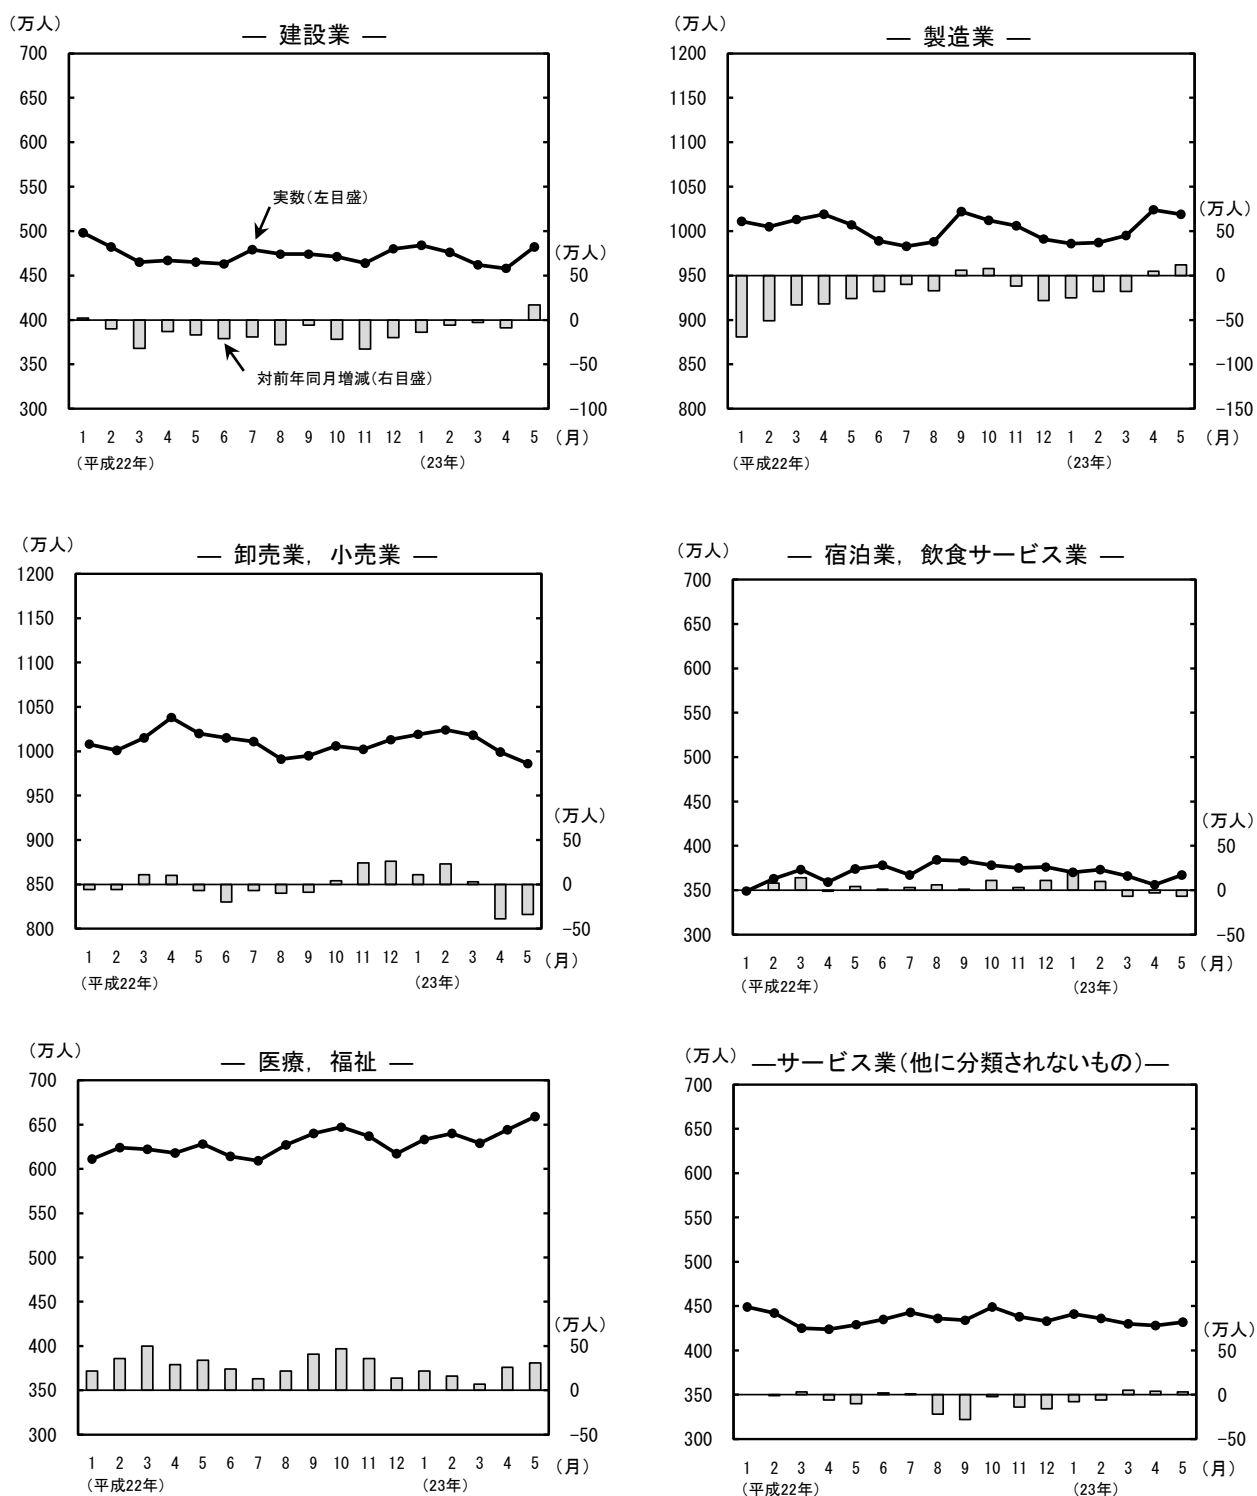 (万人)
— 建設業 —
700
650
600
550
500
450
400
350
300
実数(左目盛)
対前年同月増減(右目盛)
(万人)
50
0
-50
-100
1 2 3 4 5 6 7 8 9 10 11 12 1 2 3 4 5 (月)
(平成22年) (23年)
(万人)
— 製造業 —
1200
1150
1100
1050
1000
950
900
850
800
(万人)
50
0
-50
-100
-150
1 2 3 4 5 6 7 8 9 10 11 12 1 2 3 4 5 (月)
(平成22年) (23年)
(万人)
— 卸売業, 小売業 —
1200
1150
1100
1050
1000
950
900
850
800
(万人)
50
0
-50
1 2 3 4 5 6 7 8 9 10 11 12 1 2 3 4 5 (月)
(平成22年) (23年)
(万人)
— 宿泊業, 飲食サービス業 —
700
650
600
550
500
450
400
350
300
(万人)
50
0
-50
1 2 3 4 5 6 7 8 9 10 11 12 1 2 3 4 5 (月)
(平成22年) (23年)
(万人)
— 医療, 福祉 —
700
650
600
550
500
450
400
350
300
(万人)
50
0
-50
1 2 3 4 5 6 7 8 9 10 11 12 1 2 3 4 5 (月)
(平成22年) (23年)
(万人)
—サービス業(他に分類されないもの)—
700
650
600
550
500
450
400
350
300
(万人)
50
0
-50
1 2 3 4 5 6 7 8 9 10 11 12 1 2 3 4 5 (月)
(平成22年) (23年)